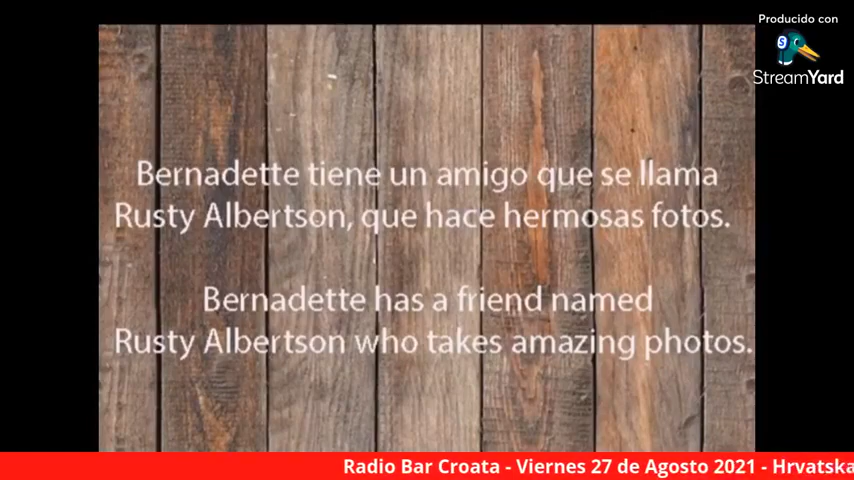 Producido con
StreamYard
Bernadette tiene un amigo que se llama
Rusty Albertson, que hace hermosas fotos.
Bernadette has a friend named
Rusty Albertson who takes amazing photos.
Radio Bar Croata - Viernes 27 de Agosto 2021 - Hrvatska